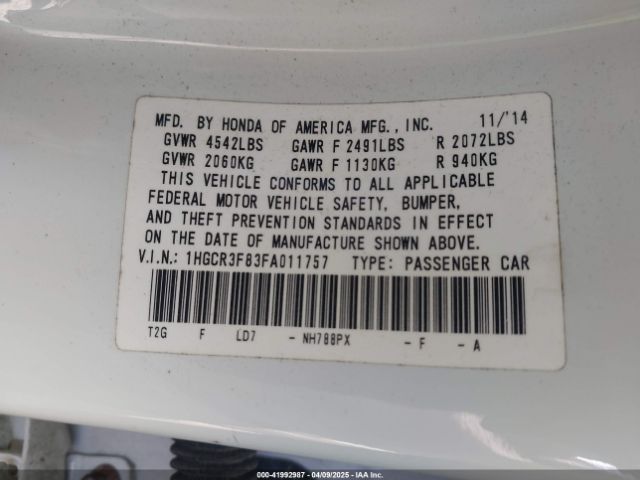 MFD. BY HONDA OF AMERICA MFG., INC. 11/'14
GVWR 4542LBS GAWR F 2491LBS R 2072LBS
GVWR 2060KG GAWR F 1130KG R 940KG
THIS VEHICLE CONFORMS TO ALL APPLICABLE
FEDERAL MOTOR VEHICLE SAFETY, BUMPER,
AND THEFT PREVENTION STANDARDS IN EFFECT
ON THE DATE OF MANUFACTURE SHOWN ABOVE.
V.I.N.: 1HGCR3F83FA011757 TYPE: PASSENGER CAR
T2G F LD7 - NH788PX - F - A
000-41992987 - 04/09/2025 - IAA Inc.